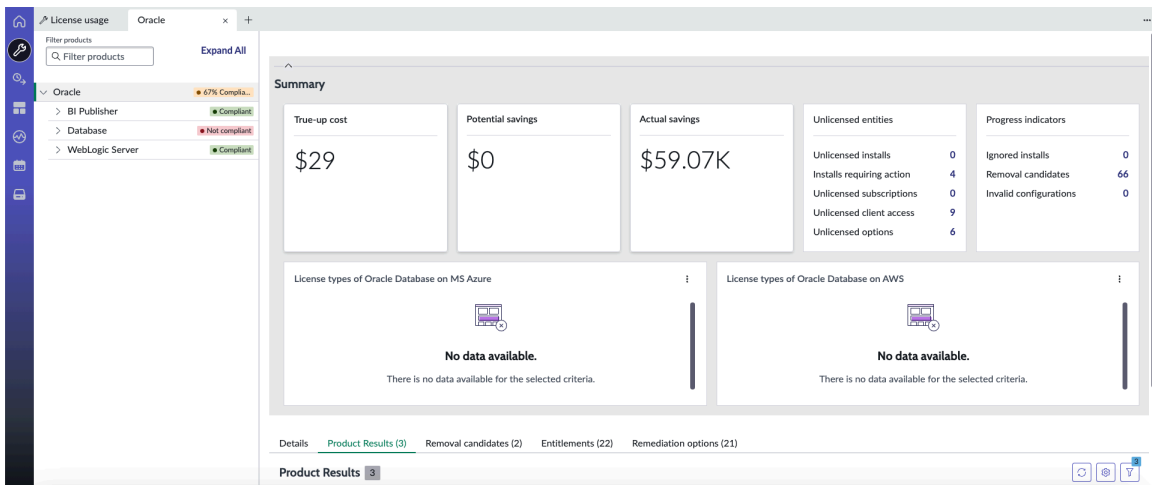 License usage
Oracle
Filter products
Filter products
Expand All
Oracle
67% Complia...
BI Publisher
Compliant
Database
Not compliant
WebLogic Server
Compliant
Summary
True-up cost
$29
Potential savings
$0
Actual savings
$59.07K
Unlicensed entities
Unlicensed installs 0
Installs requiring action 4
Unlicensed subscriptions 0
Unlicensed client access 9
Unlicensed options 6
Progress indicators
Ignored installs 0
Removal candidates 66
Invalid configurations 0
License types of Oracle Database on MS Azure
No data available.
There is no data available for the selected criteria.
License types of Oracle Database on AWS
No data available.
There is no data available for the selected criteria.
Details Product Results (3) Removal candidates (2) Entitlements (22) Remediation options (21)
Product Results 3
3